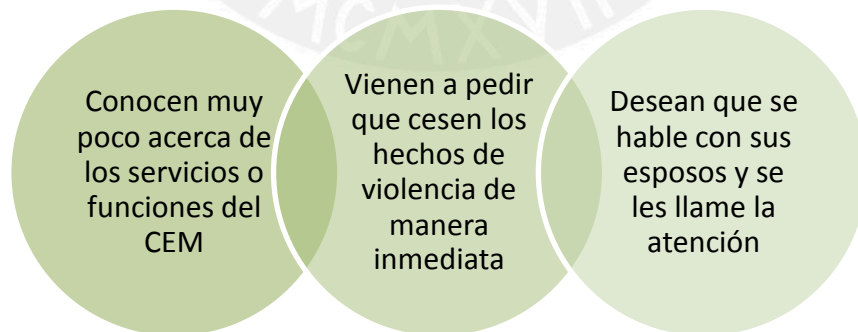 MCMXVII
Conocen muy
poco acerca de
los servicios o
funciones del
CEM
Vienen a pedir
que cesen los
hechos de
violencia de
manera
inmediata
Desean que se
hable con sus
esposos y se
les llame la
atención